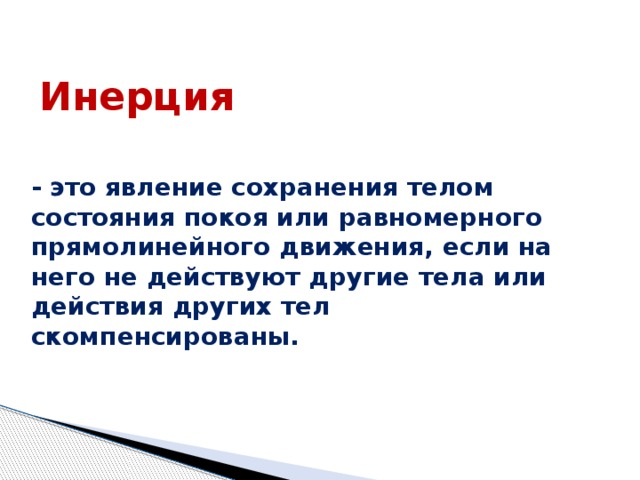 Инерция
- это явление сохранения телом
состояния покоя или равномерного
прямолинейного движения, если на
него не действуют другие тела или
действия других тел
скомпенсированы.